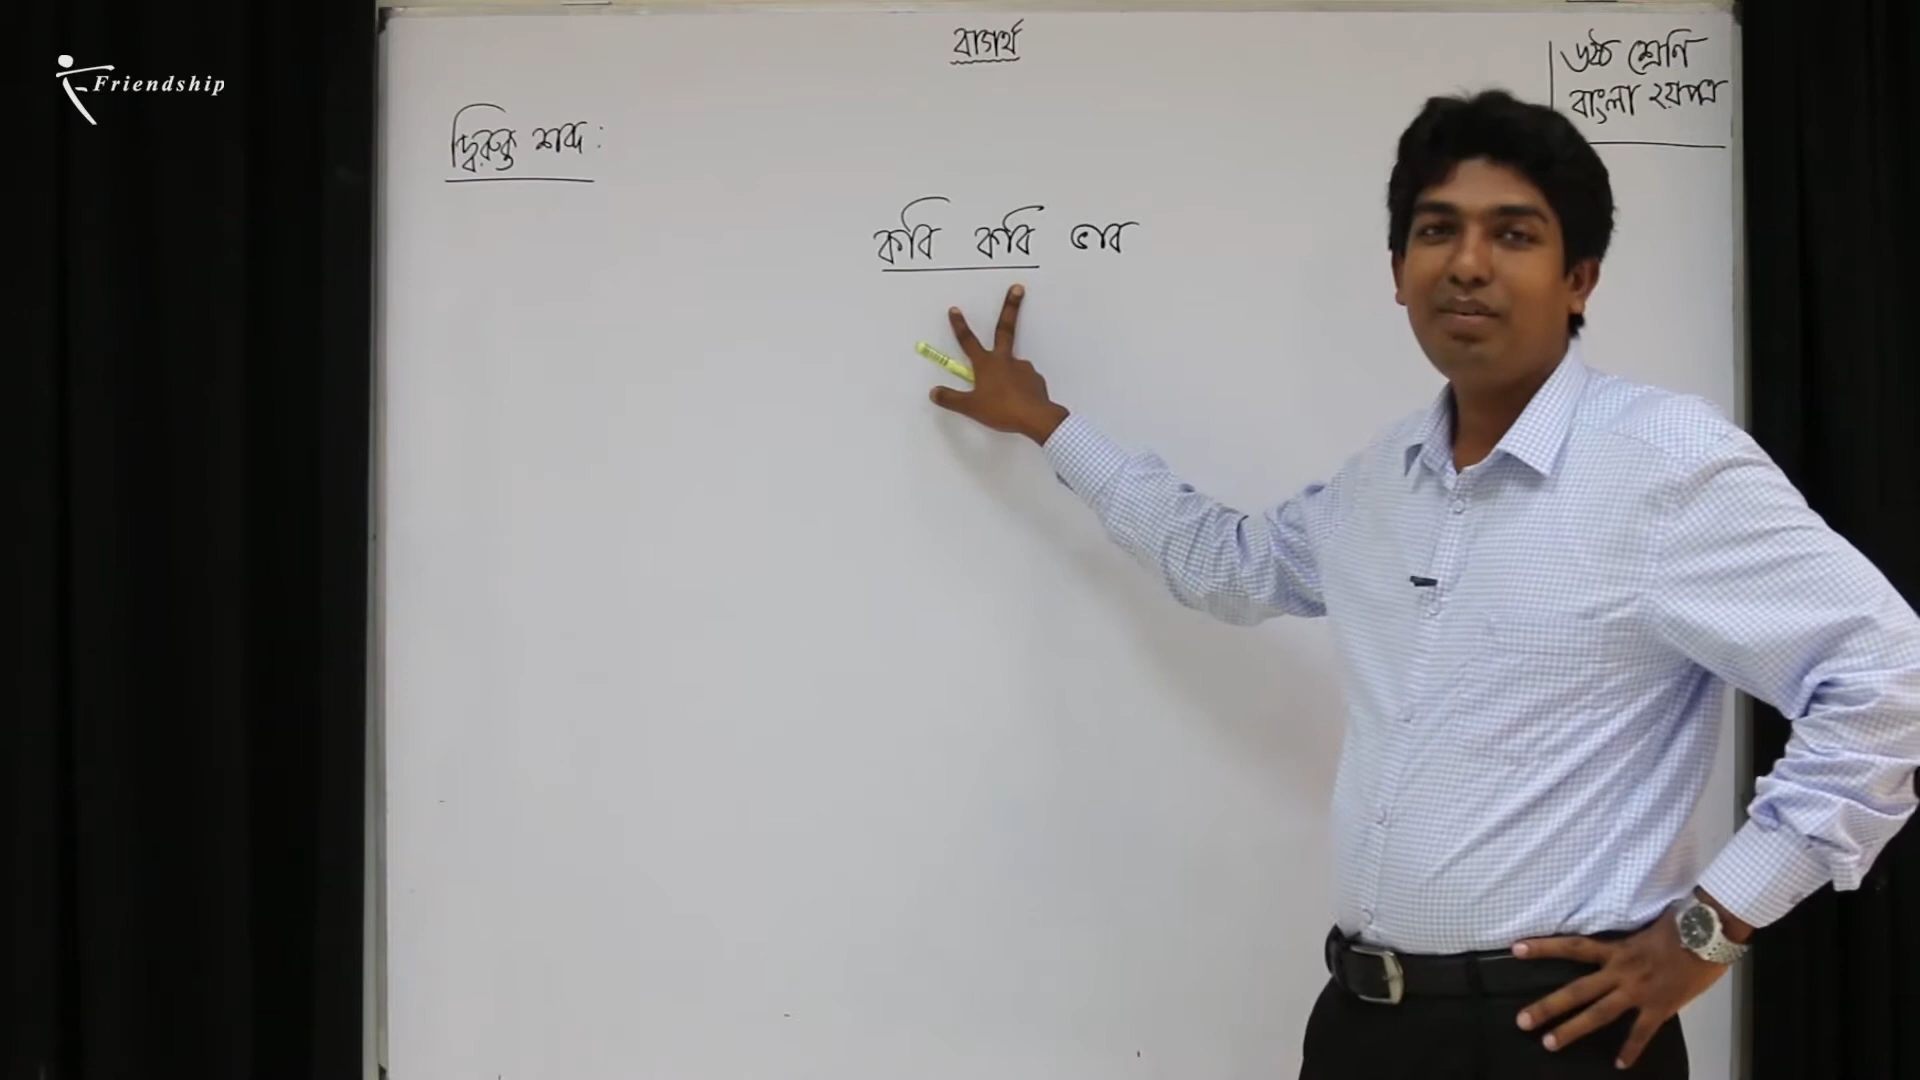 Friendship
বাগর্থ
৬ষ্ঠ শ্রেণি
বাংলা ২য়পত্র
দ্বিরুক্ত শব্দ :
কবি কবি ভাব